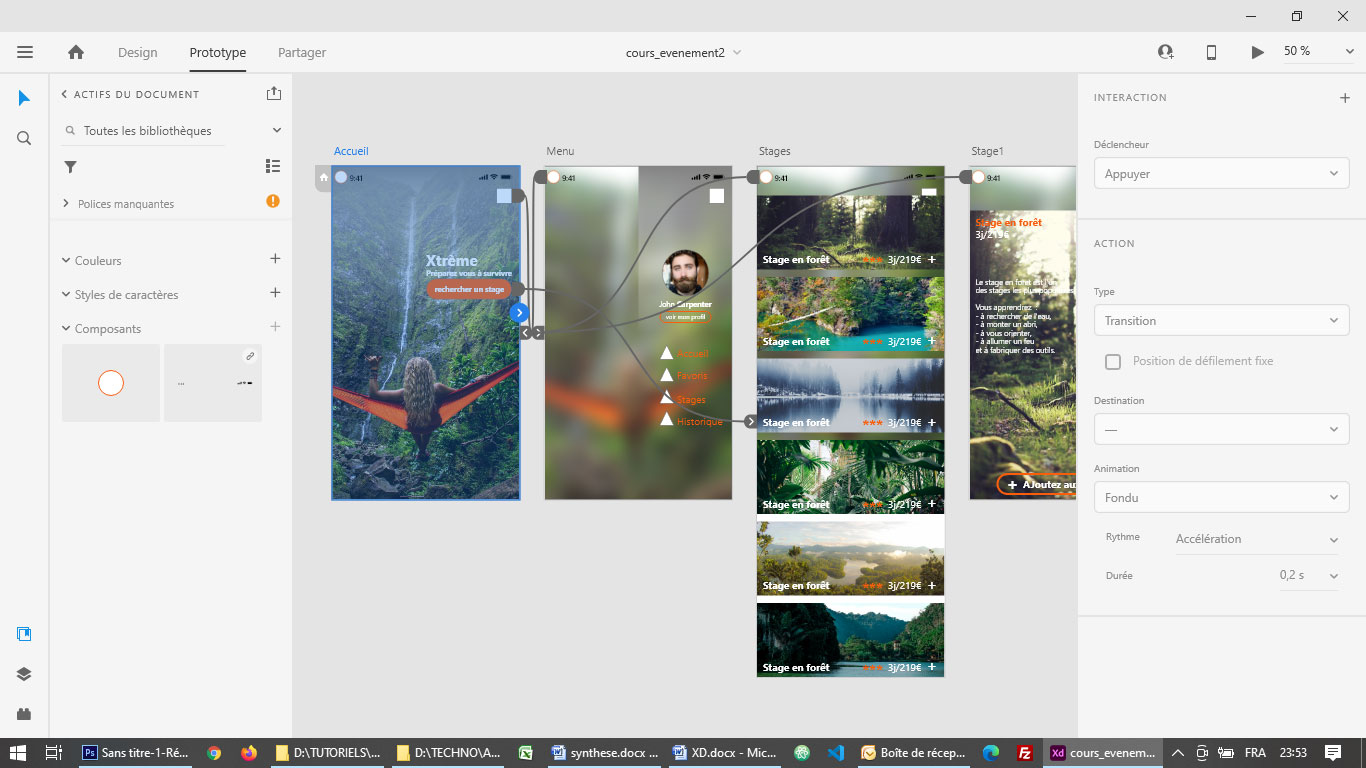 Design
Prototype
Partager
cours_evenement2
50 %
ACTIFS DU DOCUMENT
Toutes les bibliothèques
Polices manquantes
Couleurs
Styles de caractères
Composants
Accueil
9:41
Xtrème
Préparez vous à survivre
rechercher un stage
Menu
9:41
John Carpenter
voir mon profil
Accueil
Favoris
Stages
Historique
Stages
9:41
Stage en forêt *** 3j/219€ +
Stage en forêt *** 3j/219€ +
Stage en forêt *** 3j/219€ +
Stage en forêt *** 3j/219€ +
Stage en forêt *** 3j/219€ +
Stage en forêt *** 3j/219€ +
Stage1
9:41
Stage en forêt
3j/219€
Le stage en forêt est l'un
des stages les plus
Vous apprendrez
- à rechercher de l'eau,
- à monter un abri,
- à vous orienter,
- à allumer un feu
et à fabriquer des outils.
+ AJoutez au
INTERACTION
Déclencheur
Appuyer
ACTION
Type
Transition
Position de défilement fixe
Destination
—
Animation
Fondu
Rythme
Accélération
Durée
0,2 s
Sans titre-1-Ré...
D:\TUTORIELS\...
D:\TECHNO\A...
synthese.docx ...
XD.docx - Mic...
Boîte de récep...
cours_evenem...
FRA
23:53